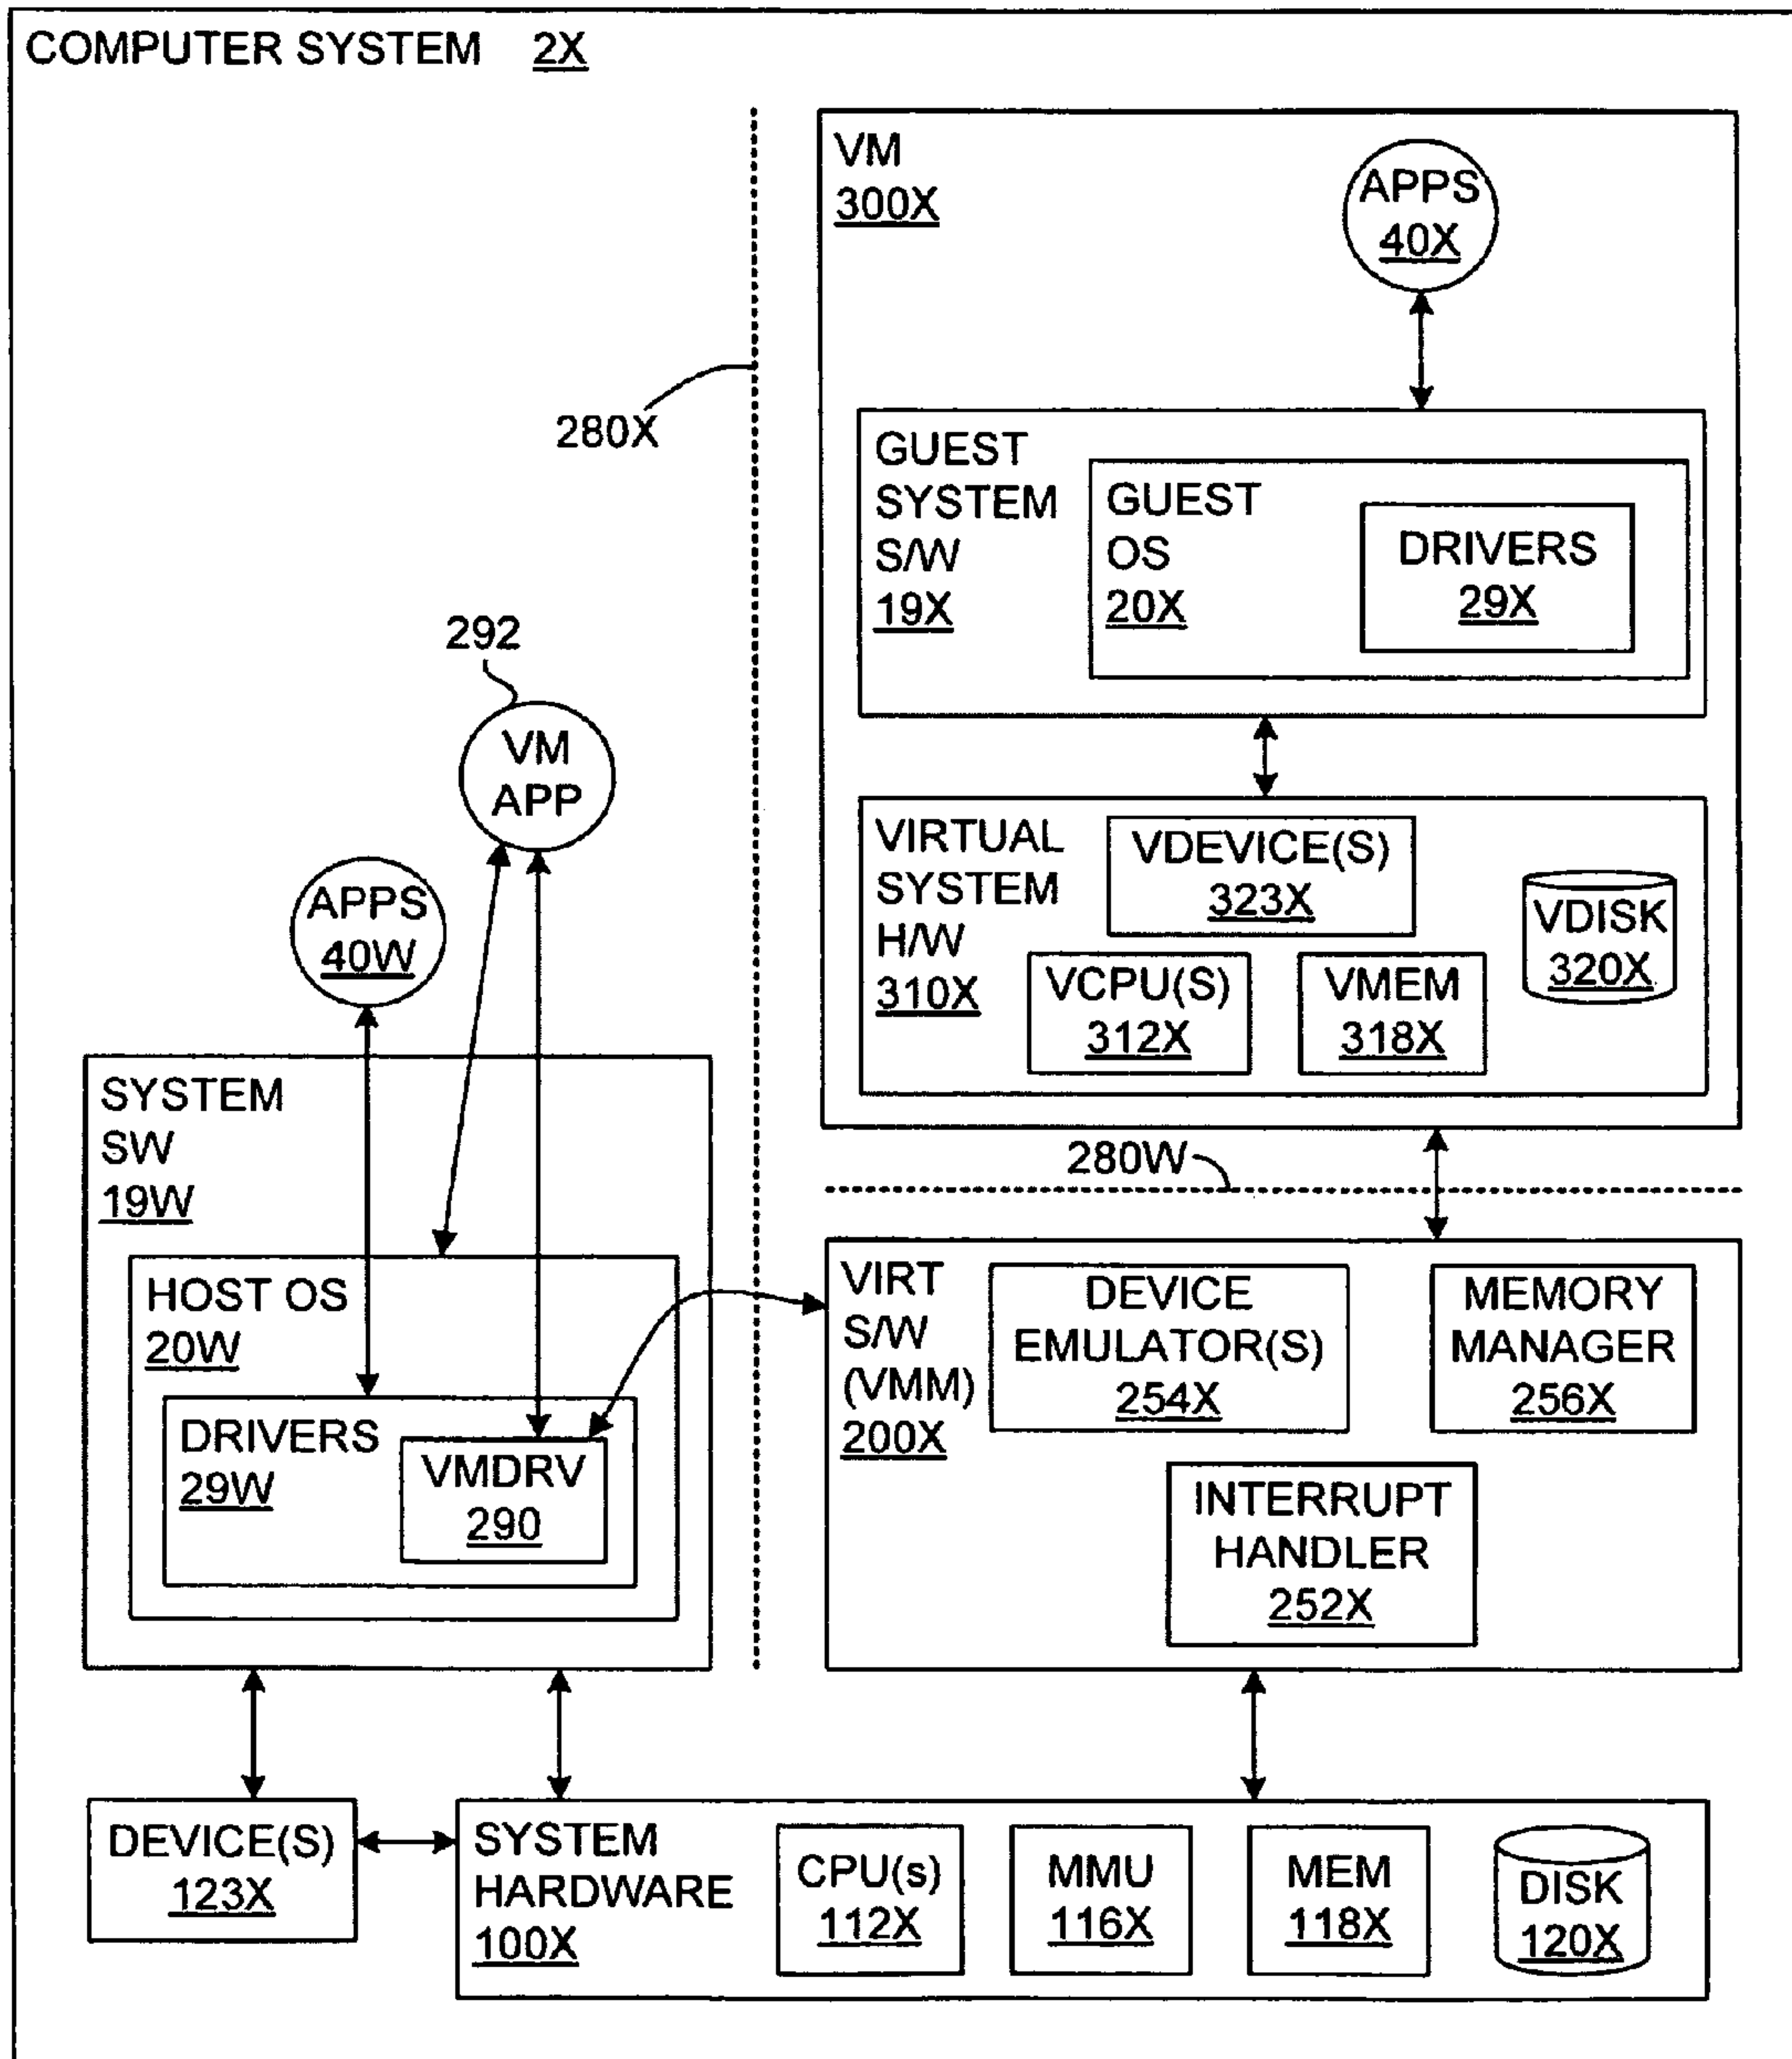 COMPUTER SYSTEM 2X
VM
300X
APPS
40X
280X
GUEST
SYSTEM
S/W
19X
GUEST
OS
20X
DRIVERS
29X
292
VM
APP
VIRTUAL
SYSTEM
H/W
310X
VDEVICE(S)
323X
VDISK
320X
VCPU(S)
312X
VMEM
318X
APPS
40W
SYSTEM
SW
19W
280W
HOST OS
20W
DRIVERS
29W
VMDRV
290
VIRT
S/W
(VMM)
200X
DEVICE
EMULATOR(S)
254X
MEMORY
MANAGER
256X
INTERRUPT
HANDLER
252X
DEVICE(S)
123X
SYSTEM
HARDWARE
100X
CPU(s)
112X
MMU
116X
MEM
118X
DISK
120X